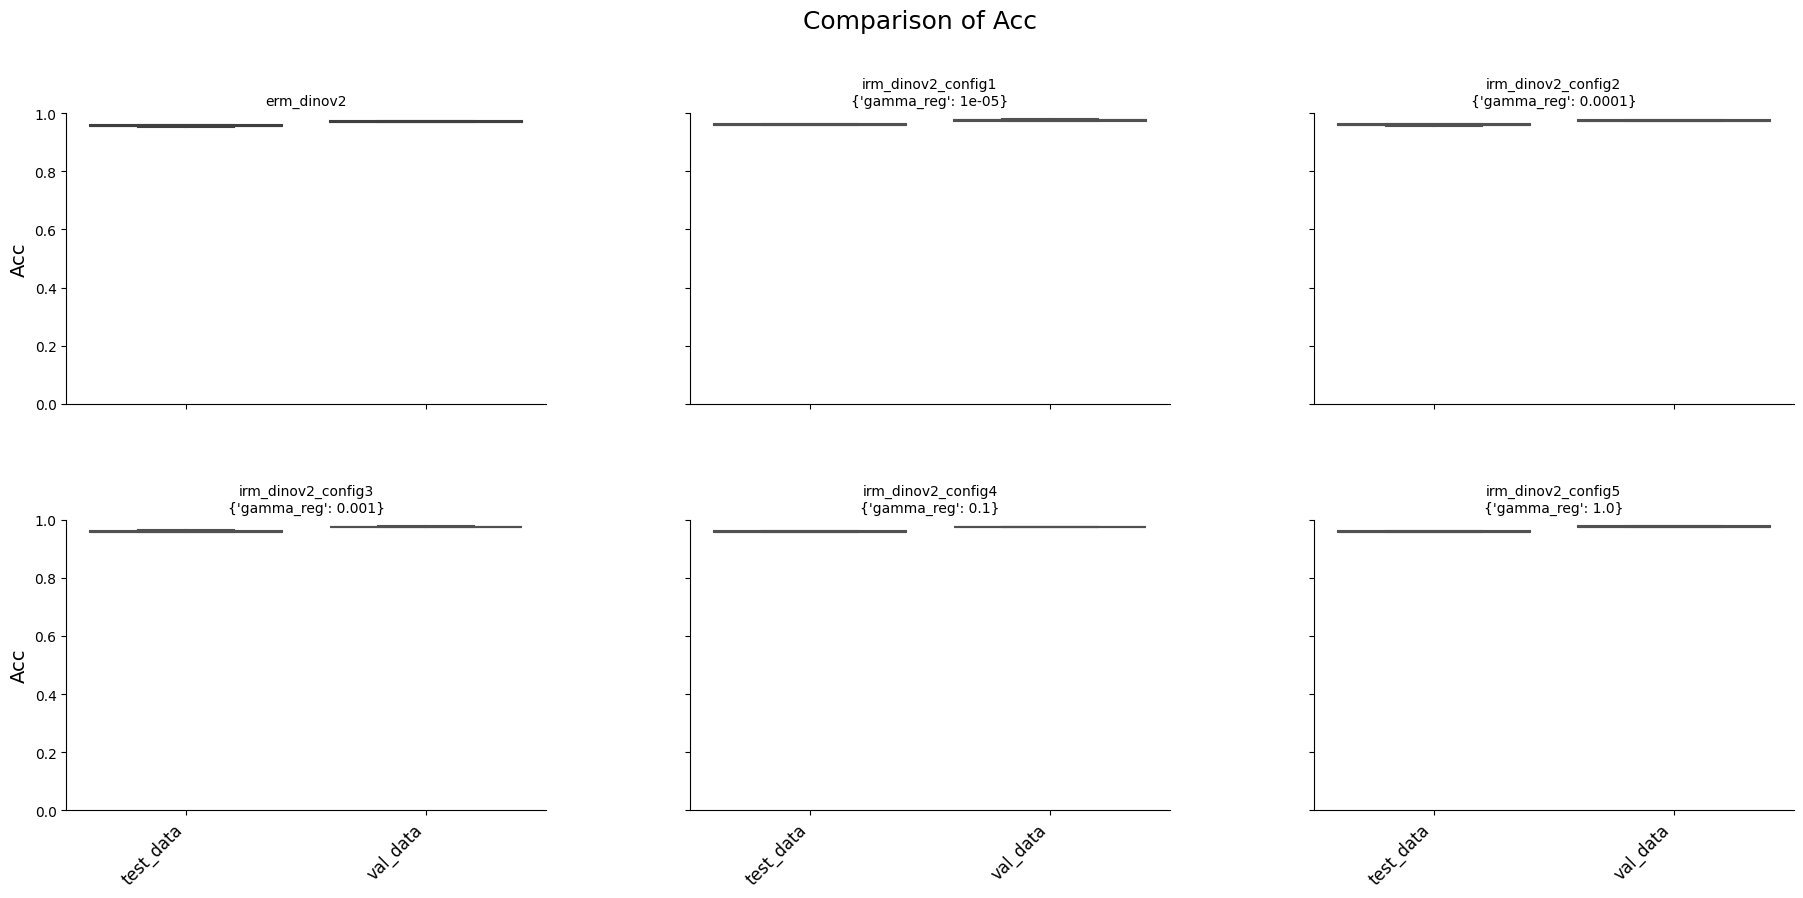 Comparison of Acc
erm_dinov2
irm_dinov2_config1
{'gamma_reg': 1e-05}
irm_dinov2_config2
{'gamma_reg': 0.0001}
1.0
0.8
0.6
0.4
0.2
0.0
Acc
irm_dinov2_config3
{'gamma_reg': 0.001}
irm_dinov2_config4
{'gamma_reg': 0.1}
irm_dinov2_config5
{'gamma_reg': 1.0}
1.0
0.8
0.6
0.4
0.2
0.0
Acc
test_data
val_data
test_data
val_data
test_data
val_data